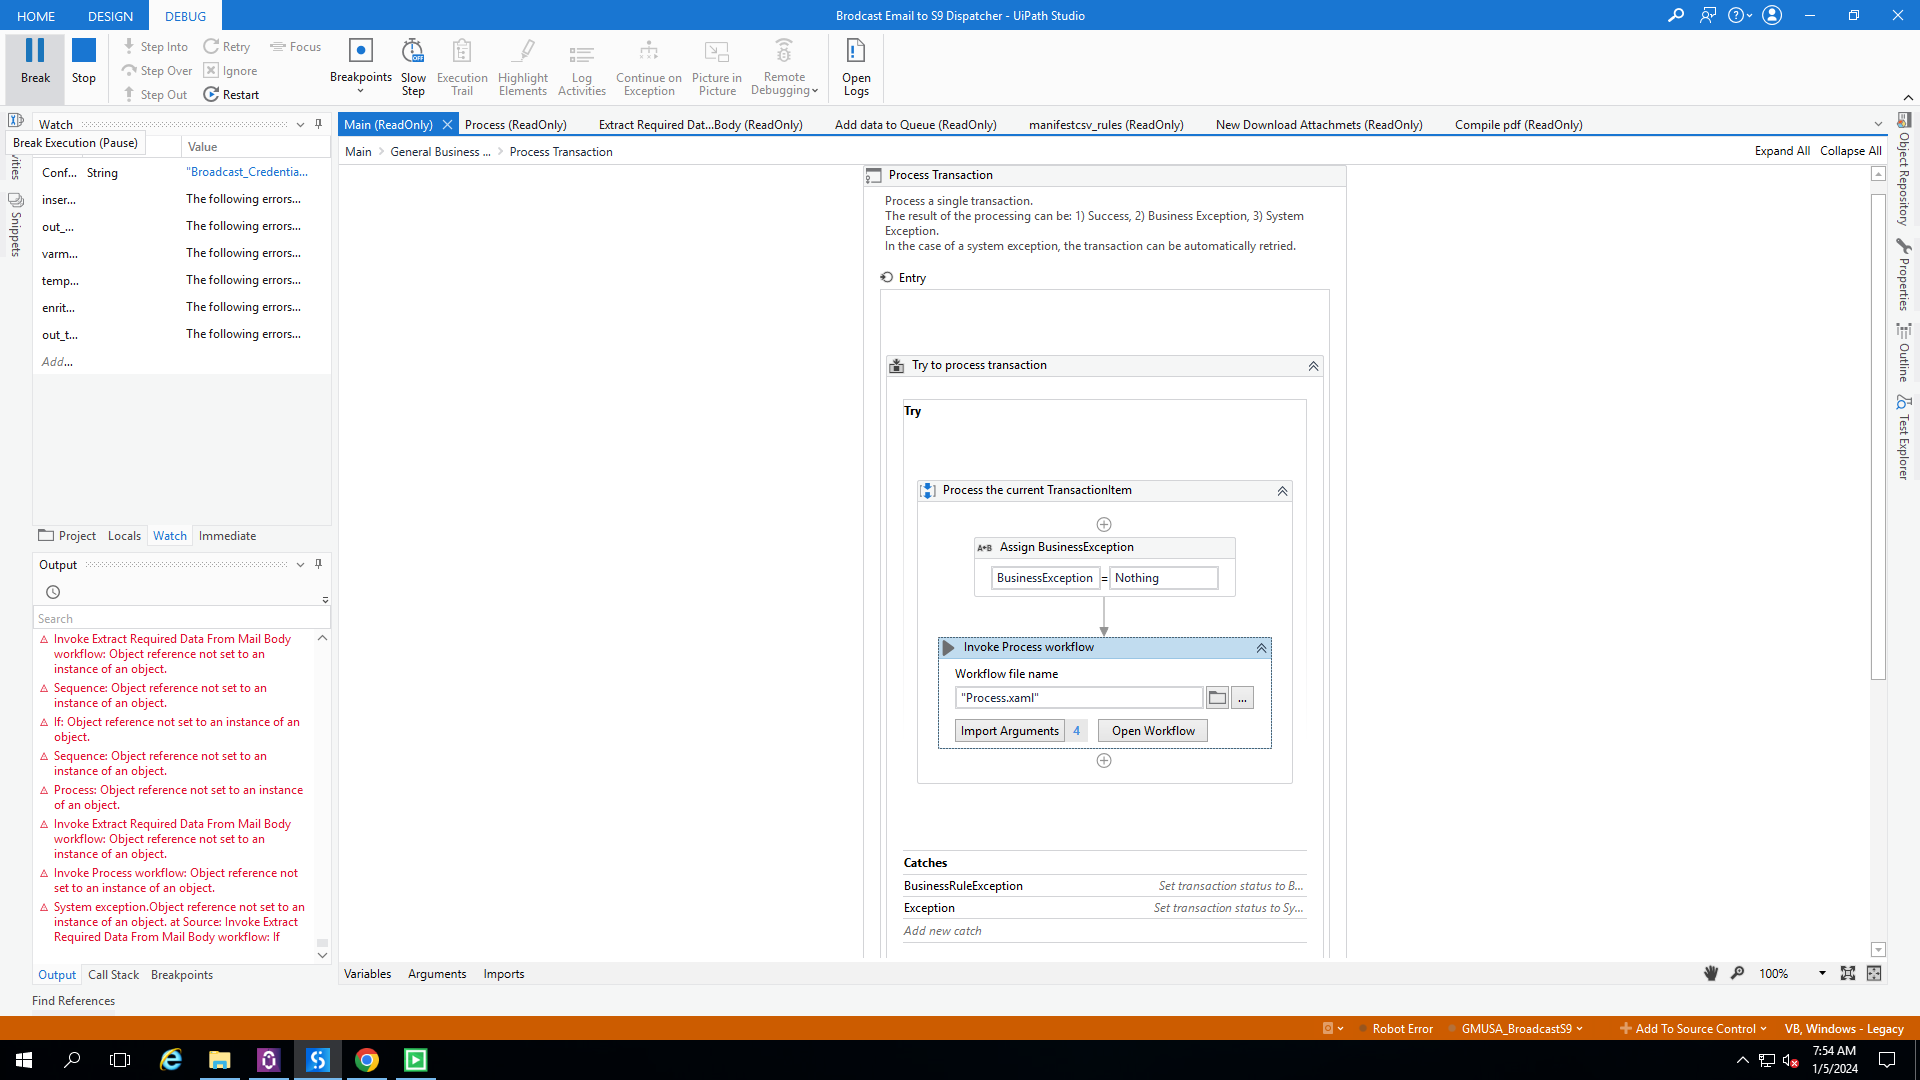 HOME DESIGN DEBUG
Brodcast Email to S9 Dispatcher - UiPath Studio
Break
Stop
Step Into
Step Over
Step Out
Retry
Ignore
Restart
Focus
Breakpoints
Slow
Step
OFF
Execution
Trail
Highlight
Elements
Log
Activities
Continue on
Exception
Picture in
Picture
Remote
Debugging
Open
Logs
Watch
Break Execution (Pause)
Value
Conf... String "Broadcast_Credentia...
inser... The following errors...
out_... The following errors...
varm... The following errors...
temp... The following errors...
enrit... The following errors...
out_t... The following errors...
Add...
Snippets
Project Locals Watch Immediate
Output
Search
Invoke Extract Required Data From Mail Body
workflow: Object reference not set to an
instance of an object.
Sequence: Object reference not set to an
instance of an object.
If: Object reference not set to an instance of an
object.
Sequence: Object reference not set to an
instance of an object.
Process: Object reference not set to an instance
of an object.
Invoke Extract Required Data From Mail Body
workflow: Object reference not set to an
instance of an object.
Invoke Process workflow: Object reference not
set to an instance of an object.
System exception.Object reference not set to an
instance of an object. at Source: Invoke Extract
Required Data From Mail Body workflow: If
Output Call Stack Breakpoints
Find References
Main (ReadOnly) Process (ReadOnly) Extract Required Dat...Body (ReadOnly) Add data to Queue (ReadOnly) manifestcsv_rules (ReadOnly) New Download Attachmets (ReadOnly) Compile pdf (ReadOnly)
Main General Business ... Process Transaction
Expand All Collapse All
Process Transaction
Process a single transaction.
The result of the processing can be: 1) Success, 2) Business Exception, 3) System
Exception.
In the case of a system exception, the transaction can be automatically retried.
Entry
Try to process transaction
Try
Process the current TransactionItem
A+B Assign BusinessException
BusinessException = Nothing
Invoke Process workflow
Workflow file name
"Process.xaml"
...
Import Arguments 4 Open Workflow
Catches
BusinessRuleException Set transaction status to B...
Exception Set transaction status to Sy...
Add new catch
Variables Arguments Imports
100%
Object Repository
Properties
Outline
Test Explorer
Robot Error GMUSA_BroadcastS9 Add To Source Control VB, Windows - Legacy
7:54 AM
1/5/2024